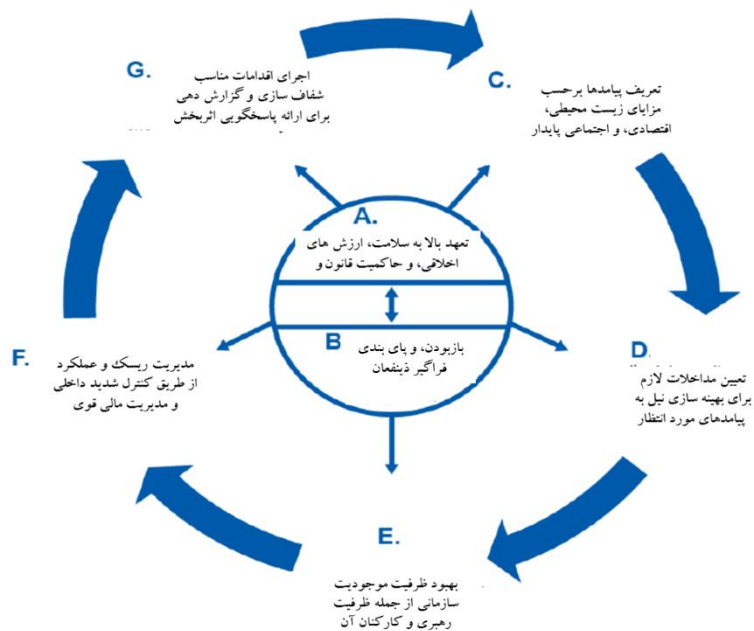 A.
تعهد بالا به سلامت، ارزش های
اخلاقی، و حاکمیت قانون و
B
بازبودن، و پای بندی
فراگیر ذینفعان
C.
تعریف پیامدها برحسب
مزایای زیست محیطی،
اقتصادی، و اجتماعی پایدار
D.
تعیین مداخلات لازم
برای بهینه سازی نیل به
پیامدهای مورد انتظار
E.
بهبود ظرفیت موجودیت
سازمانی از جمله ظرفیت
رهبری و کارکنان آن
F.
مدیریت ریسک و عملکرد
از طریق کنترل شدید داخلی
و مدیریت مالی قوی
G.
اجرای اقدامات مناسب
شفاف سازی و گزارش دهی
برای ارائه پاسخگویی اثربخش